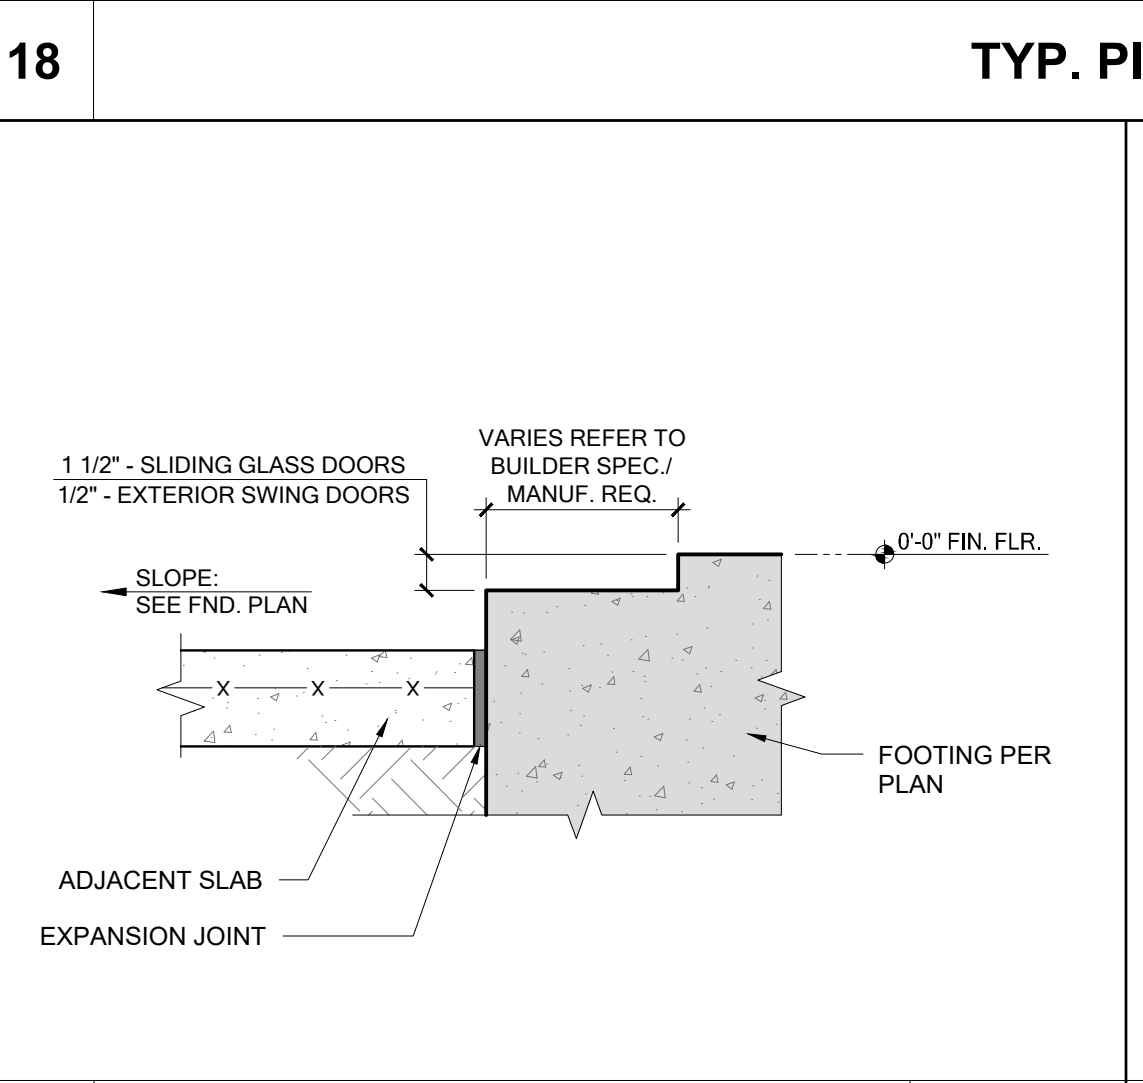 18
TYP. PI
VARIES REFER TO
BUILDER SPEC./
MANUF. REQ.
1 1/2" - SLIDING GLASS DOORS
1/2" - EXTERIOR SWING DOORS
0'-0" FIN. FLR.
SLOPE:
SEE FND. PLAN
X X X
FOOTING PER
PLAN
ADJACENT SLAB
EXPANSION JOINT